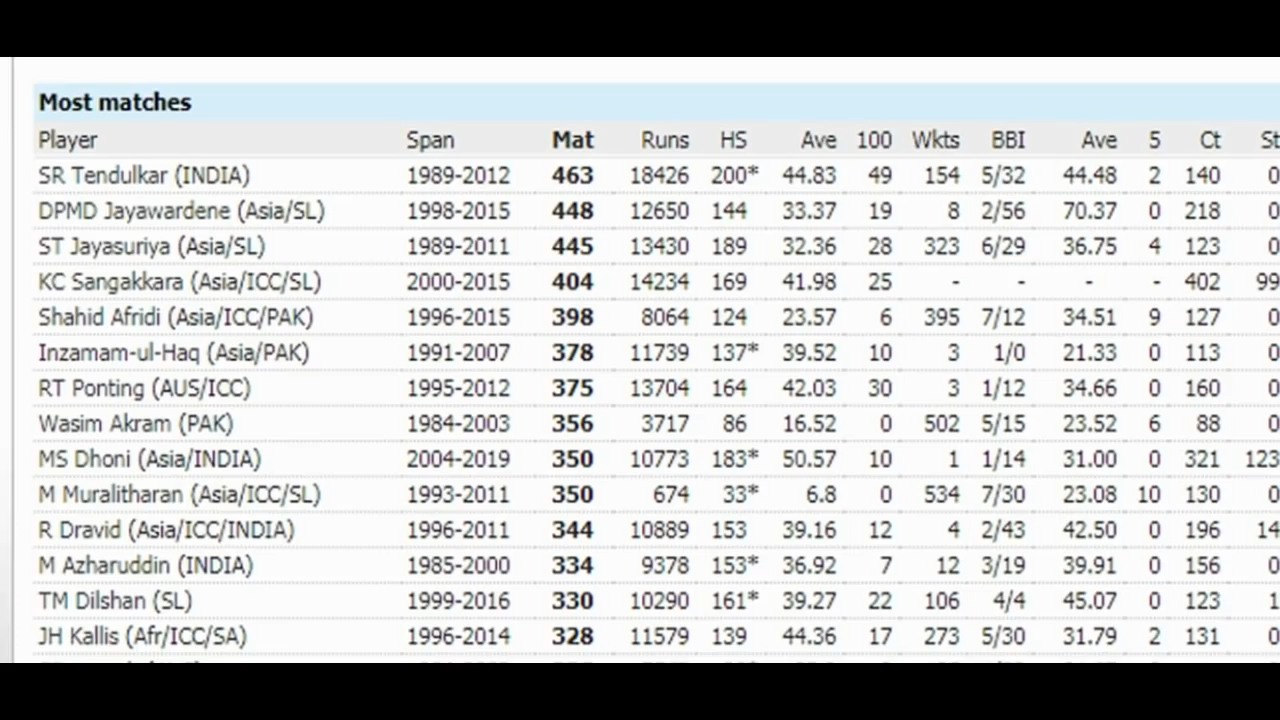 Most matches
Player Span Mat Runs HS Ave 100 Wkts BBI Ave 5 Ct St
SR Tendulkar (INDIA) 1989-2012 463 18426 200* 44.83 49 154 5/32 44.48 2 140 0
DPMD Jayawardene (Asia/SL) 1998-2015 448 12650 144 33.37 19 8 2/56 70.37 0 218 0
ST Jayasuriya (Asia/SL) 1989-2011 445 13430 189 32.36 28 323 6/29 36.75 4 123 0
KC Sangakkara (Asia/ICC/SL) 2000-2015 404 14234 169 41.98 25 - - - - 402 99
Shahid Afridi (Asia/ICC/PAK) 1996-2015 398 8064 124 23.57 6 395 7/12 34.51 9 127 0
Inzamam-ul-Haq (Asia/PAK) 1991-2007 378 11739 137* 39.52 10 3 1/0 21.33 0 113 0
RT Ponting (AUS/ICC) 1995-2012 375 13704 164 42.03 30 3 1/12 34.66 0 160 0
Wasim Akram (PAK) 1984-2003 356 3717 86 16.52 0 502 5/15 23.52 6 88 0
MS Dhoni (Asia/INDIA) 2004-2019 350 10773 183* 50.57 10 1 1/14 31.00 0 321 123
M Muralitharan (Asia/ICC/SL) 1993-2011 350 674 33* 6.8 0 534 7/30 23.08 10 130 0
R Dravid (Asia/ICC/INDIA) 1996-2011 344 10889 153 39.16 12 4 2/43 42.50 0 196 14
M Azharuddin (INDIA) 1985-2000 334 9378 153* 36.92 7 12 3/19 39.91 0 156 0
TM Dilshan (SL) 1999-2016 330 10290 161* 39.27 22 106 4/4 45.07 0 123 1
JH Kallis (Afr/ICC/SA) 1996-2014 328 11579 139 44.36 17 273 5/30 31.79 2 131 0